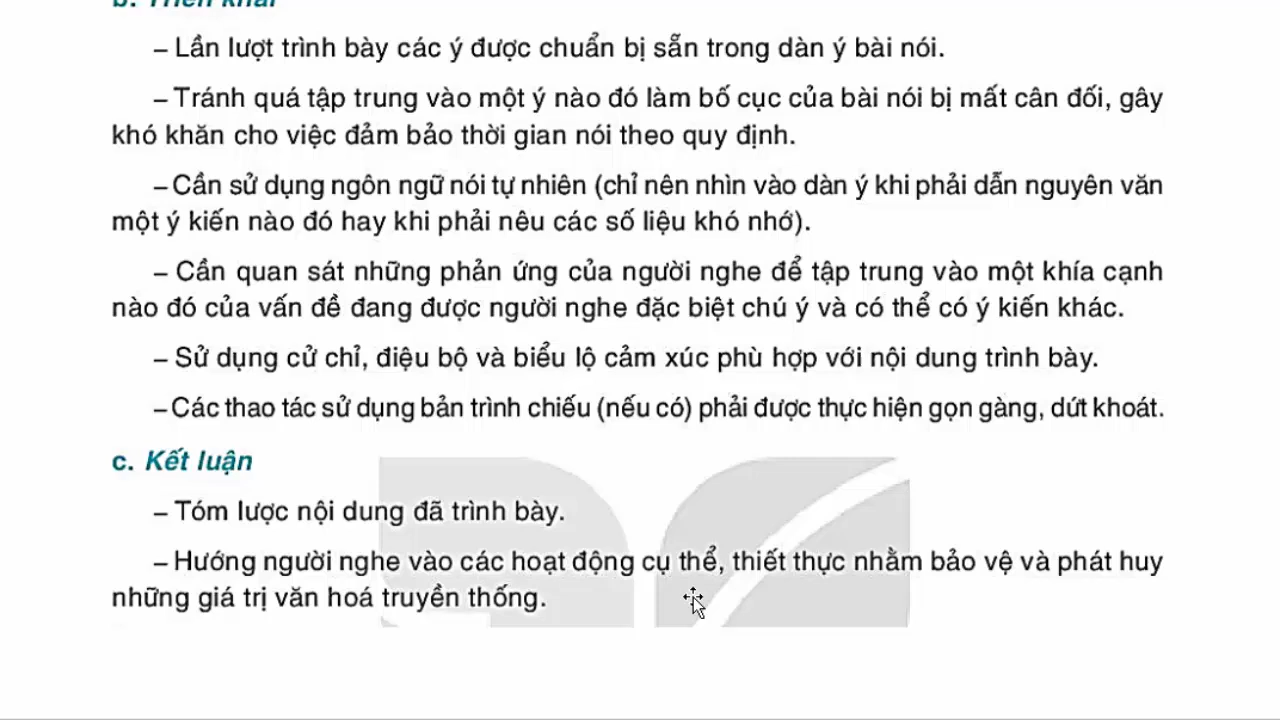 b. Triển khai
– Lần lượt trình bày các ý được chuẩn bị sẵn trong dàn ý bài nói.
– Tránh quá tập trung vào một ý nào đó làm bố cục của bài nói bị mất cân đối, gây
khó khăn cho việc đảm bảo thời gian nói theo quy định.
– Cần sử dụng ngôn ngữ nói tự nhiên (chỉ nên nhìn vào dàn ý khi phải dẫn nguyên văn
một ý kiến nào đó hay khi phải nêu các số liệu khó nhớ).
– Cần quan sát những phản ứng của người nghe để tập trung vào một khía cạnh
nào đó của vấn đề đang được người nghe đặc biệt chú ý và có thể có ý kiến khác.
– Sử dụng cử chỉ, điệu bộ và biểu lộ cảm xúc phù hợp với nội dung trình bày.
– Các thao tác sử dụng bản trình chiếu (nếu có) phải được thực hiện gọn gàng, dứt khoát.
c. Kết luận
– Tóm lược nội dung đã trình bày.
– Hướng người nghe vào các hoạt động cụ thể, thiết thực nhằm bảo vệ và phát huy
những giá trị văn hoá truyền thống.